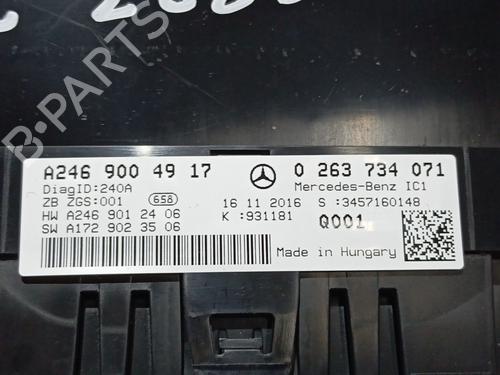 A246 900 49 17
0 263 734 071
DiagID:240A
Mercedes-Benz IC1
ZB ZGS:001
658
16 11 2016
S :3457160148
HW A246 901 24 06
K :931181
Q001
SW A172 902 35 06
Made in Hungary
B-PARTS